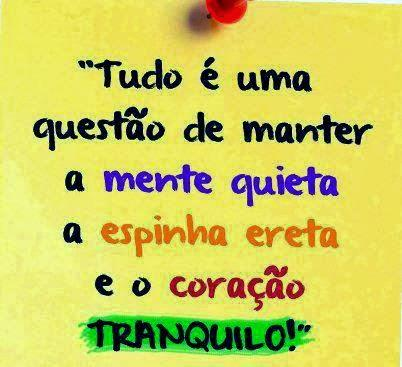 "Tudo é uma
questão de manter
a mente quieta
a espinha ereta
e o coração
TRANQUILO!"